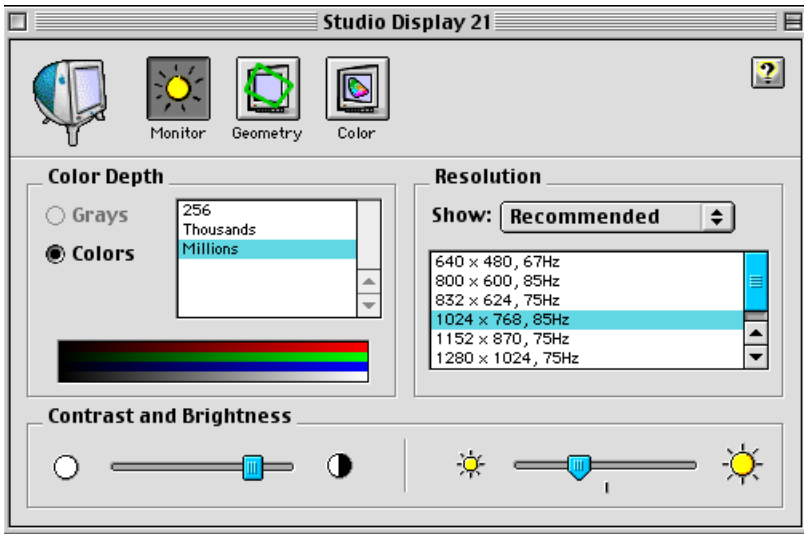 Studio Display 21
Monitor
Geometry
Color
?
Color Depth
Grays
Colors
256
Thousands
Millions
Resolution
Show: Recommended
640 × 480, 67Hz
800 × 600, 85Hz
832 × 624, 75Hz
1024 × 768, 85Hz
1152 × 870, 75Hz
1280 × 1024, 75Hz
Contrast and Brightness